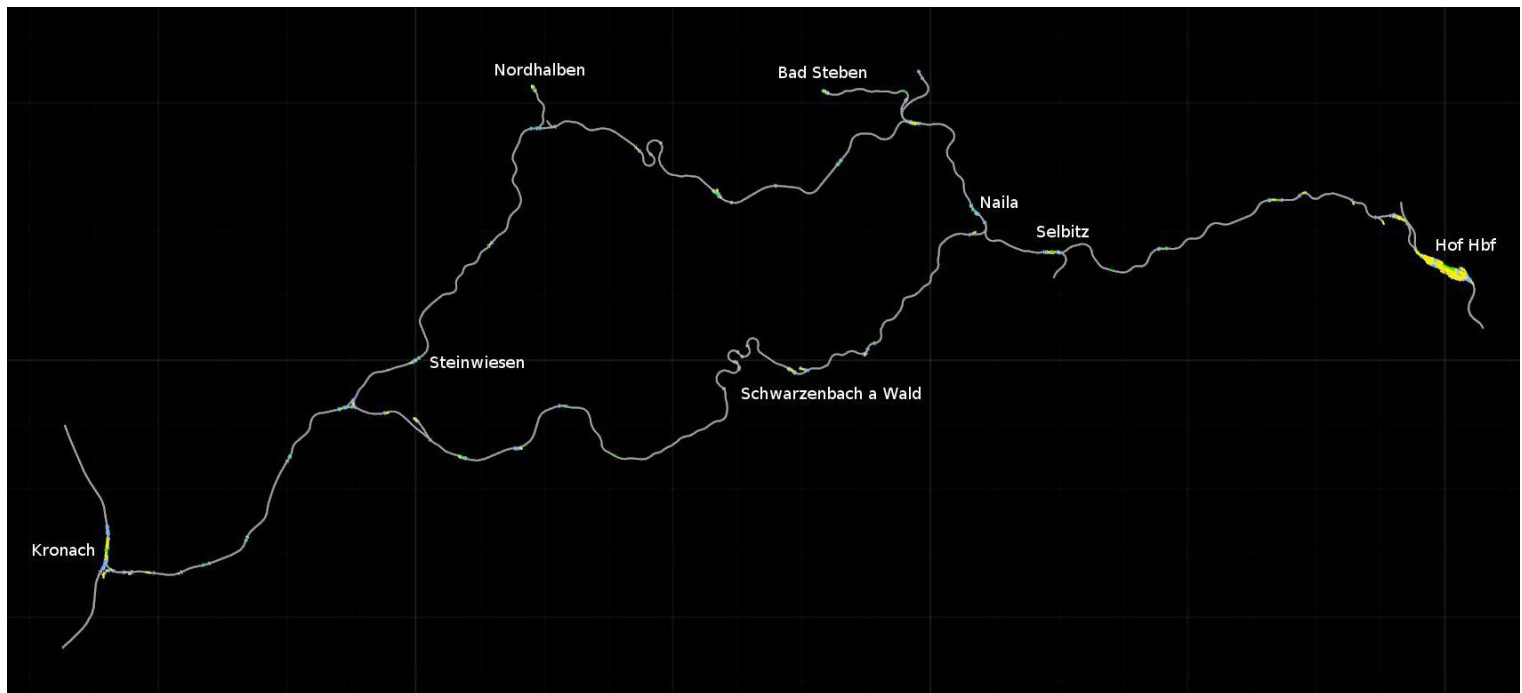 Nordhalben
Bad Steben
Naila
Selbitz
Hof Hbf
Steinwiesen
Schwarzenbach a Wald
Kronach